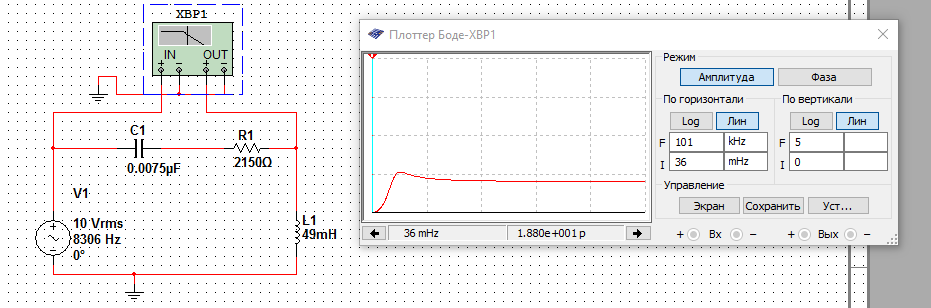 XBP1
IN OUT
+ − + −
C1
0.0075µF
R1
2150Ω
V1
10 Vrms
8306 Hz
0°
L1
49mH
Плоттер Боде-XBP1
Режим
Амплитуда Фаза
По горизонтали По вертикали
Log Лин Log Лин
F 101 kHz F 5
I 36 mHz I 0
Управление
Экран Сохранить Уст...
36 mHz 1.880e+001 p
+ Вх − + Вых −